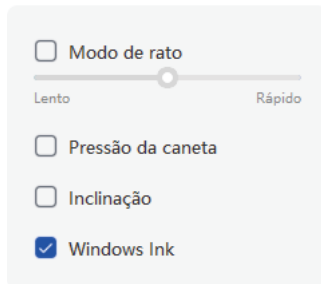 Modo de rato
Lento Rápido
Pressão da caneta
Inclinação
Windows Ink